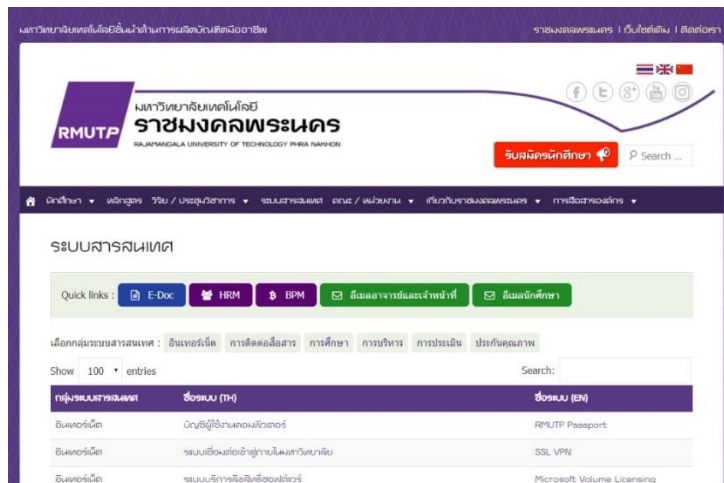 มหาวิทยาลัยเทคโนโลยีชั้นนำด้านการผลิตบัณฑิตมืออาชีพ
ราชมงคลพระนคร | เว็บไซต์เดิม | ติดต่อเรา
RMUTP
มหาวิทยาลัยเทคโนโลยี
ราชมงคลพระนคร
RAJAMANGALA UNIVERSITY OF TECHNOLOGY PHRA NAKHON
รับสมัครนักศึกษา
Search ...
นักศึกษา หลักสูตร วิจัย / ประชุมวิชาการ ระบบสารสนเทศ คณะ / หน่วยงาน เกี่ยวกับราชมงคลพระนคร การสื่อสารองค์กร
ระบบสารสนเทศ
Quick links : E-Doc HRM BPM อีเมลอาจารย์และเจ้าหน้าที่ อีเมลนักศึกษา
เลือกกลุ่มระบบสารสนเทศ : อินเทอร์เน็ต การติดต่อสื่อสาร การศึกษา การบริหาร การประเมิน ประกันคุณภาพ
Show 100 entries Search:
กลุ่มระบบสารสนเทศ ชื่อระบบ (TH) ชื่อระบบ (EN)
อินเทอร์เน็ต บัญชีผู้ใช้งานคอมพิวเตอร์ RMUTP Passport
อินเทอร์เน็ต ระบบเชื่อมต่อเข้าสู่ภายในมหาวิทยาลัย SSL VPN
อินเทอร์เน็ต ระบบบริการลิขสิทธิ์ซอฟต์แวร์ Microsoft Volume Licensing